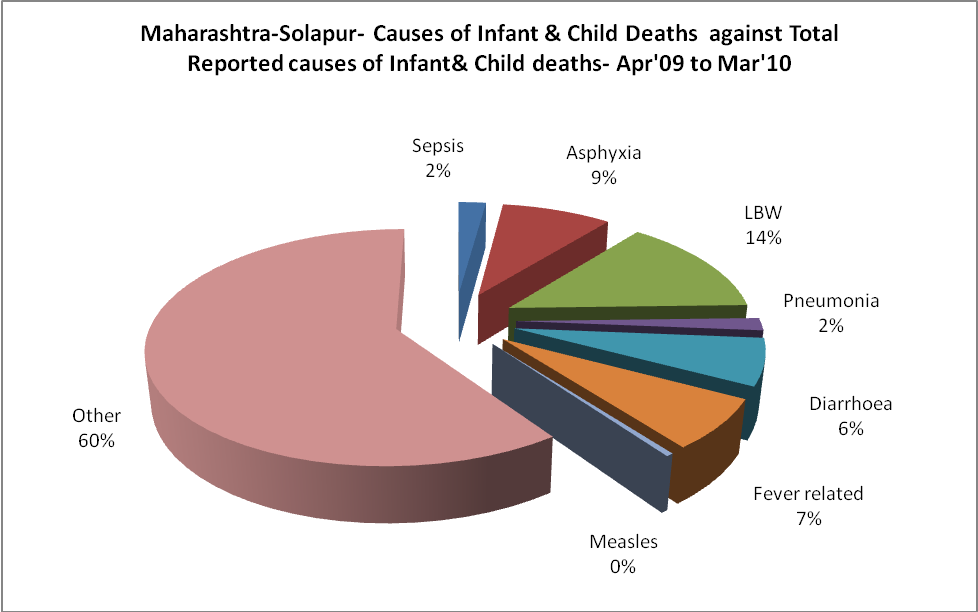 Maharashtra-Solapur- Causes of Infant & Child Deaths  against Total
Reported causes of Infant& Child deaths- Apr'09 to Mar'10
Sepsis
2%
Asphyxia
9%
LBW
14%
Pneumonia
2%
Diarrhoea
6%
Fever related
7%
Measles
0%
Other
60%